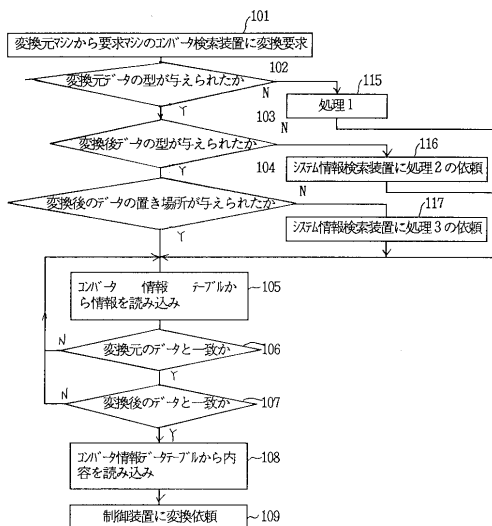 101
変換元マシンから要求マシンのコンバータ検索装置に変換要求
102
変換元データの型が与えられたか
N
115
Y
処理1
103
N
変換後データの型が与えられたか
116
Y
104
システム情報検索装置に処理2の依頼
N
変換後のデータの置き場所が与えられたか
117
システム情報検索装置に処理3の依頼
Y
コンバータ 情報 テーブルか
ら情報を読み込み
105
N
変換元のデータと一致か
106
Y
N
変換後のデータと一致か
107
Y
コンバータ情報データテーブルから内
容を読み込み
108
制御装置に変換依頼
109